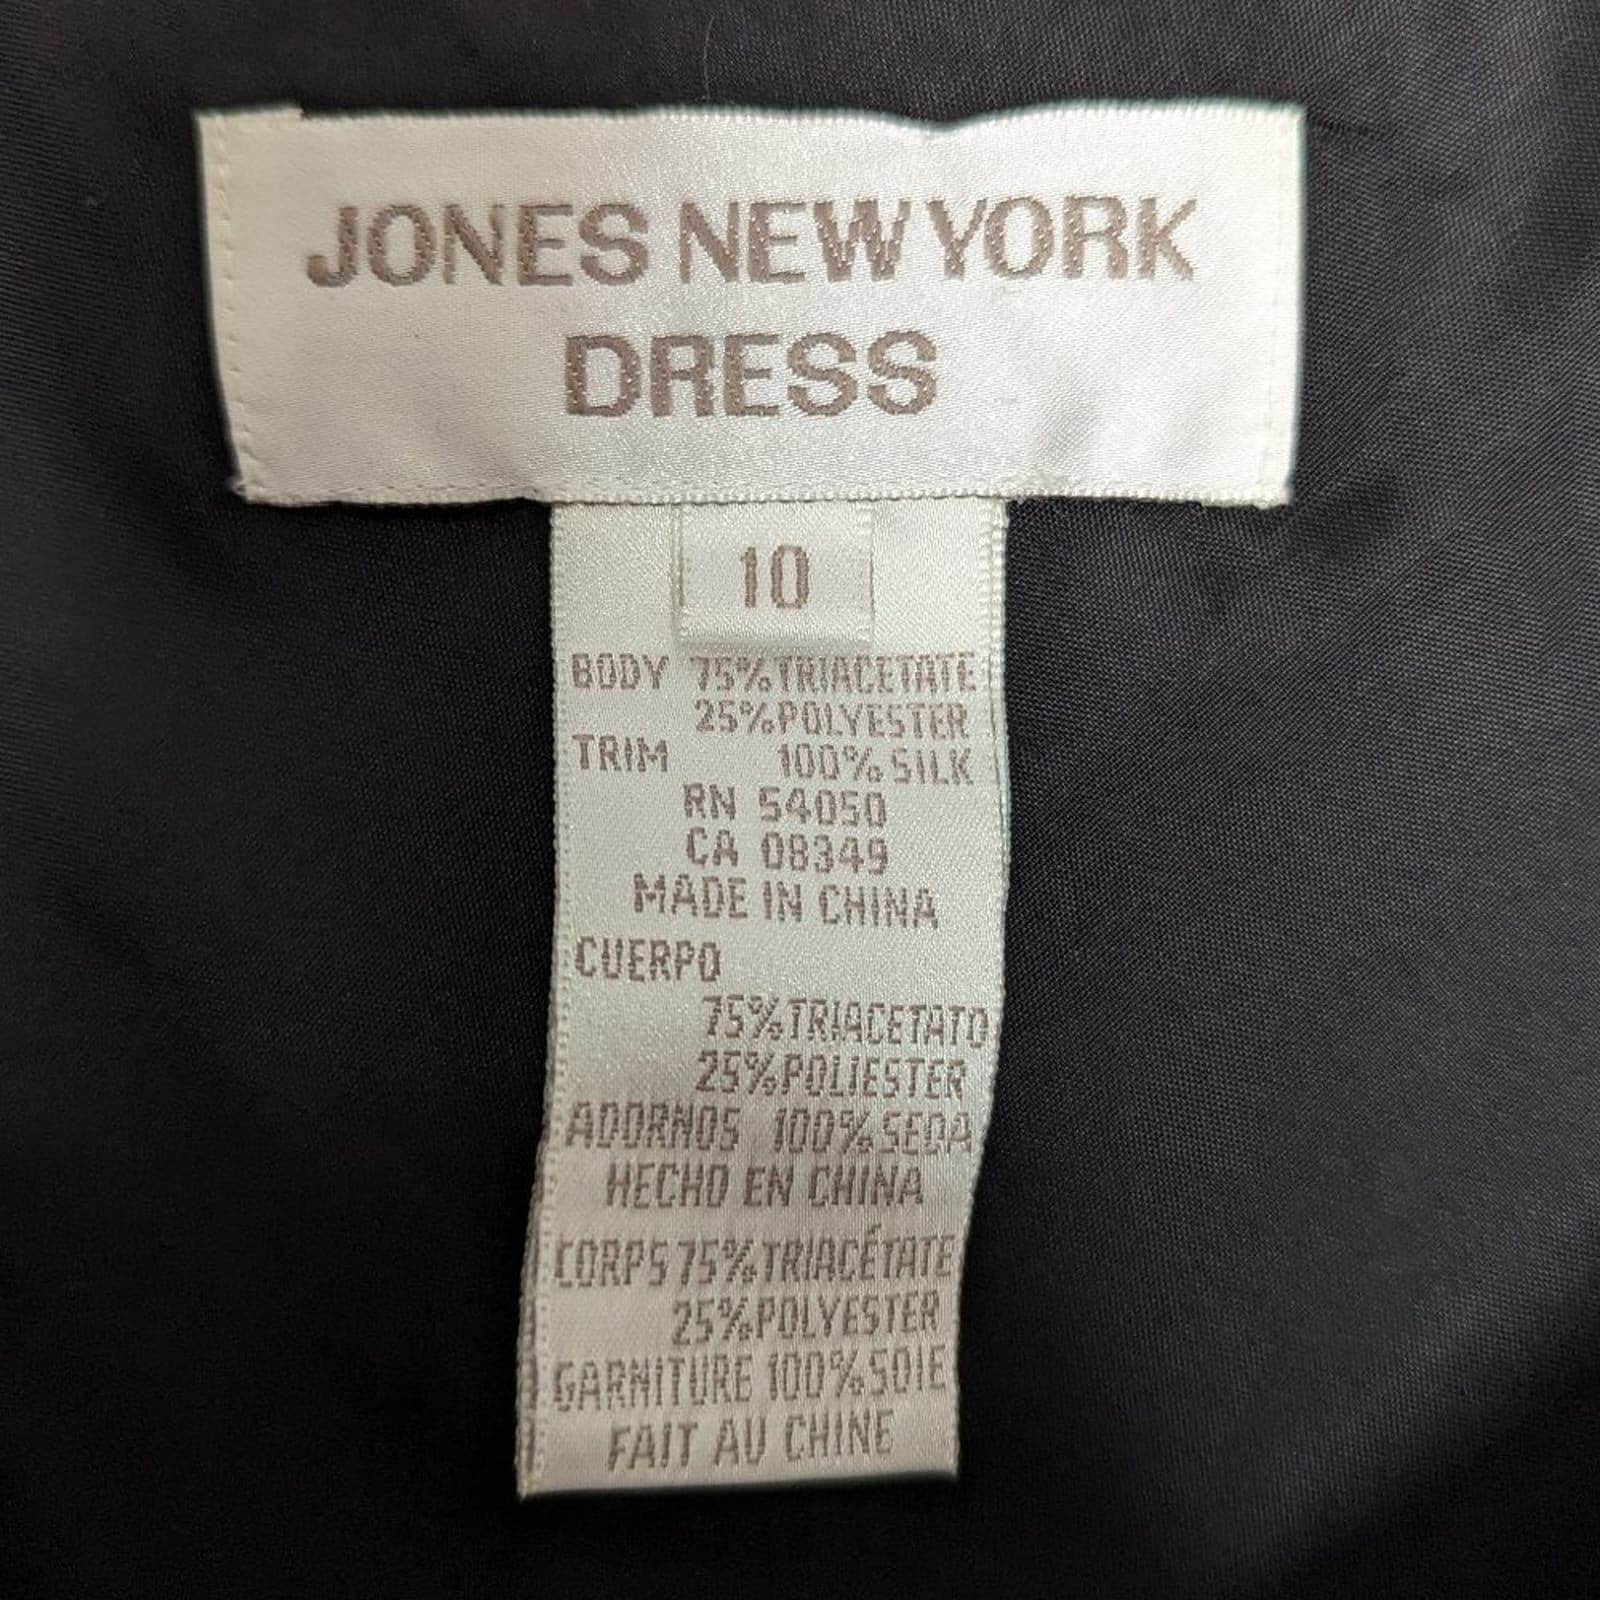 JONES NEW YORK
DRESS
10
BODY 75% TRIACETATE
25% POLYESTER
TRIM 100% SILK
RN 54050
CA 08349
MADE IN CHINA
CUERPO
75% TRIACETATO
25% POLIESTER
ADORNOS 100% SEDA
HECHO EN CHINA
CORPS 75% TRIACÉTATE
25% POLYESTER
GARNITURE 100% SOIE
FAIT AU CHINE